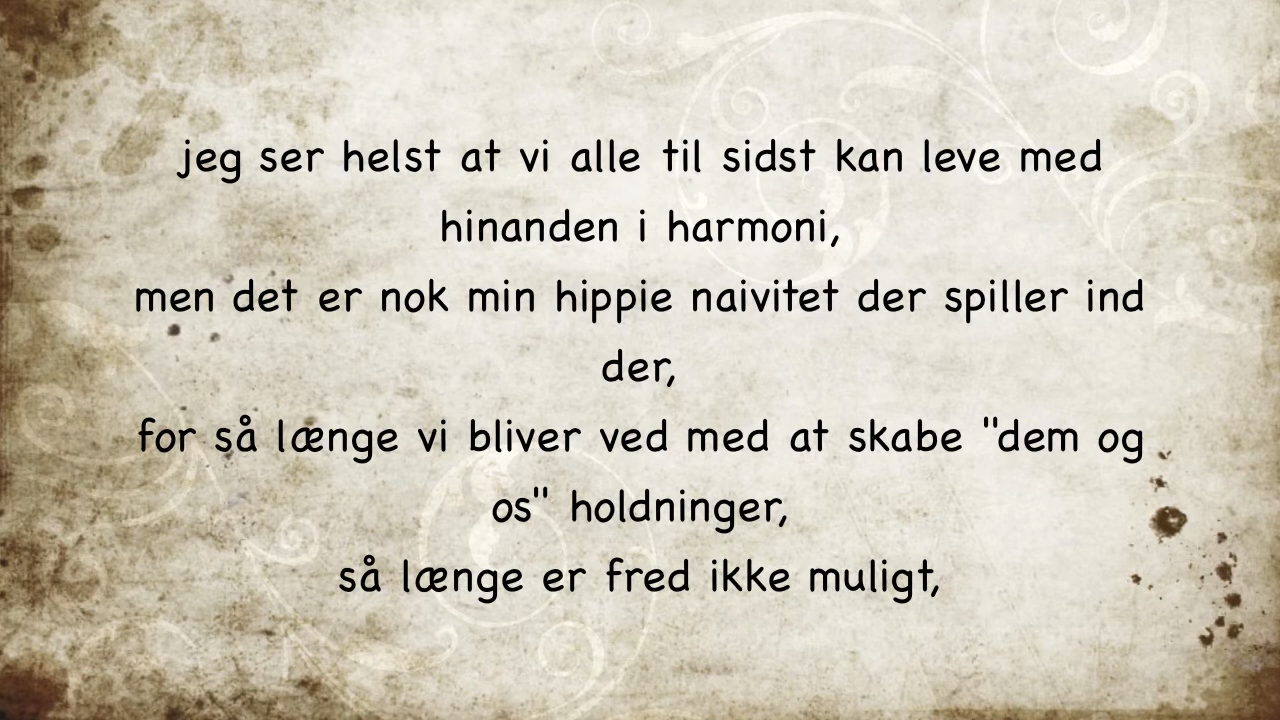 jeg ser helst at vi alle til sidst kan leve med
hinanden i harmoni,
men det er nok min hippie naivitet der spiller ind
der,
for så længe vi bliver ved med at skabe "dem og
os" holdninger,
så længe er fred ikke muligt,